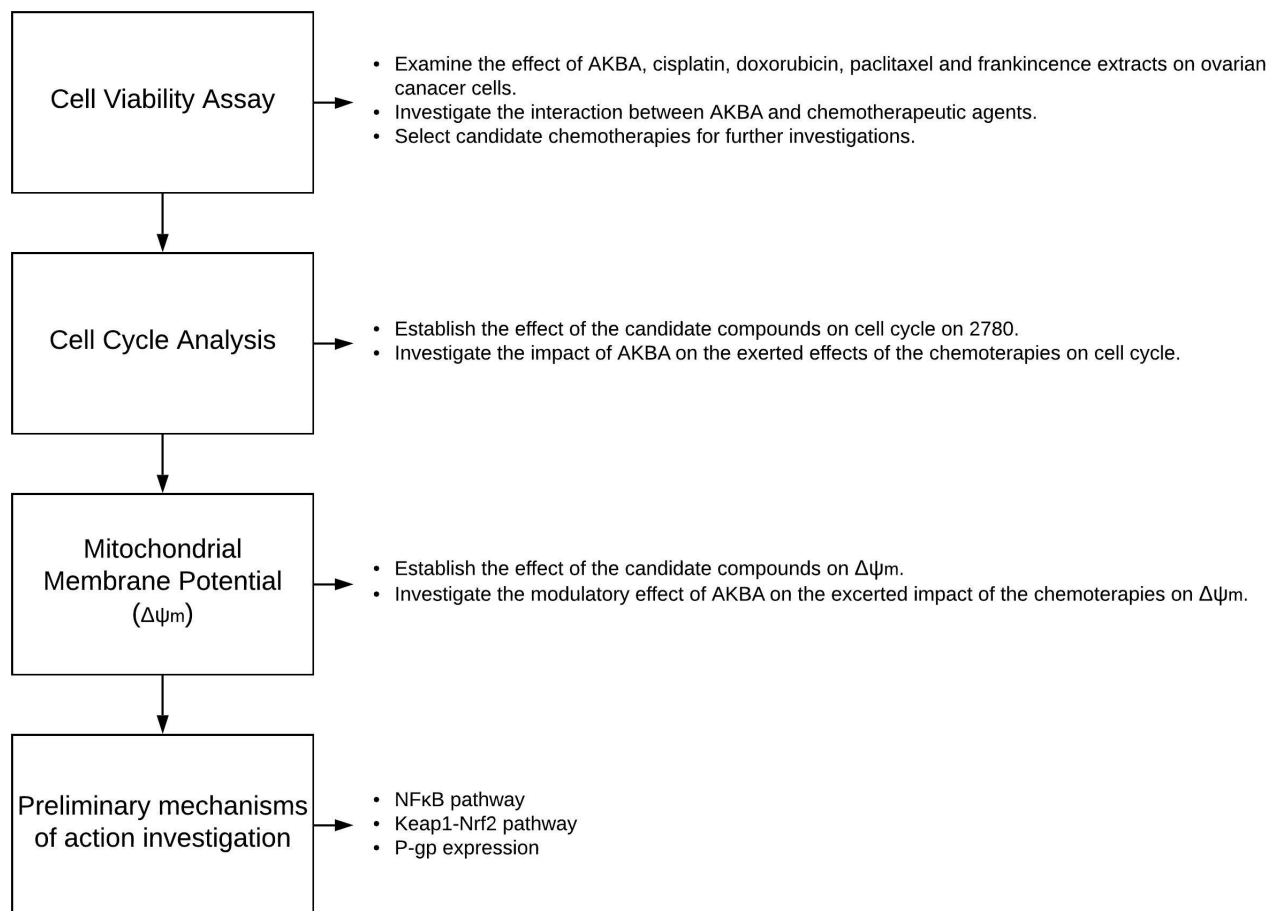 Cell Viability Assay
• Examine the effect of AKBA, cisplatin, doxorubicin, paclitaxel and frankincence extracts on ovarian
canacer cells.
• Investigate the interaction between AKBA and chemotherapeutic agents.
• Select candidate chemotherapies for further investigations.
Cell Cycle Analysis
• Establish the effect of the candidate compounds on cell cycle on 2780.
• Investigate the impact of AKBA on the exerted effects of the chemoterapies on cell cycle.
Mitochondrial
Membrane Potential
(Δψm)
• Establish the effect of the candidate compounds on Δψm.
• Investigate the modulatory effect of AKBA on the excerted impact of the chemoterapies on Δψm.
Preliminary mechanisms
of action investigation
• NFκB pathway
• Keap1-Nrf2 pathway
• P-gp expression